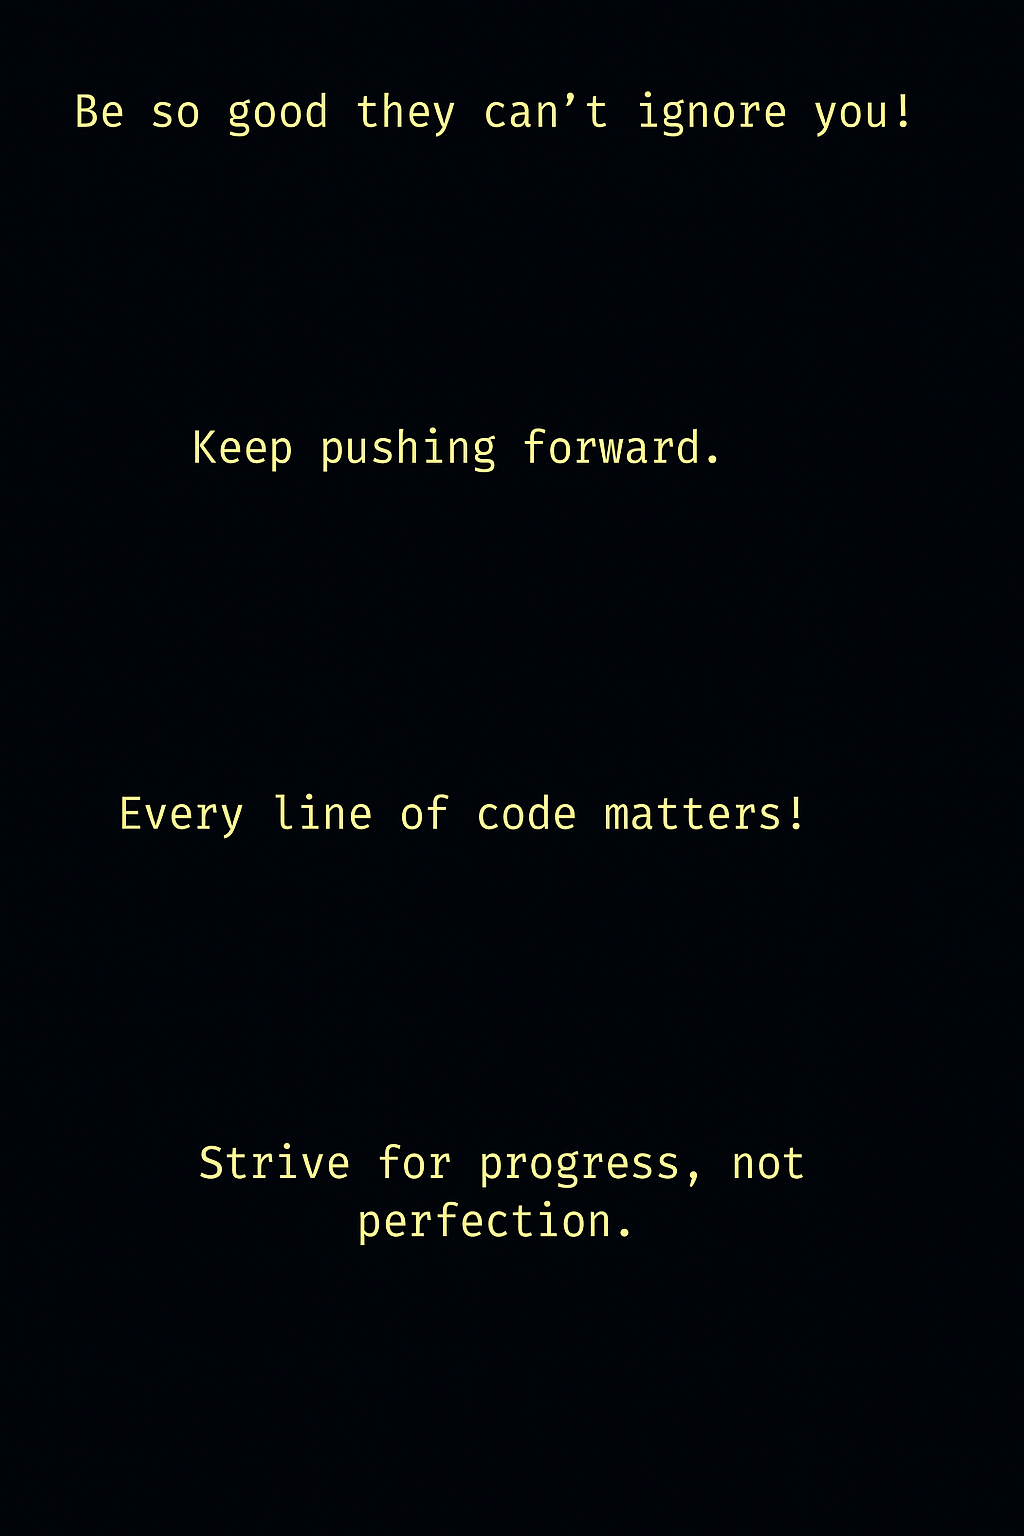 Be so good they can’t ignore you!
Keep pushing forward.
Every line of code matters!
Strive for progress, not
perfection.